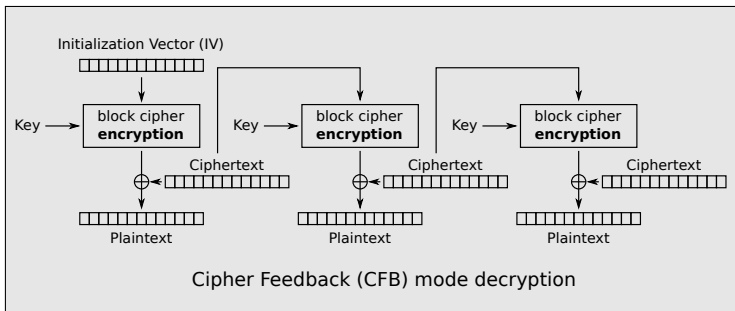 Initialization Vector (IV)
Key
block cipher
encryption
Ciphertext
Plaintext
Key
block cipher
encryption
Ciphertext
Plaintext
Key
block cipher
encryption
Ciphertext
Plaintext
Cipher Feedback (CFB) mode decryption